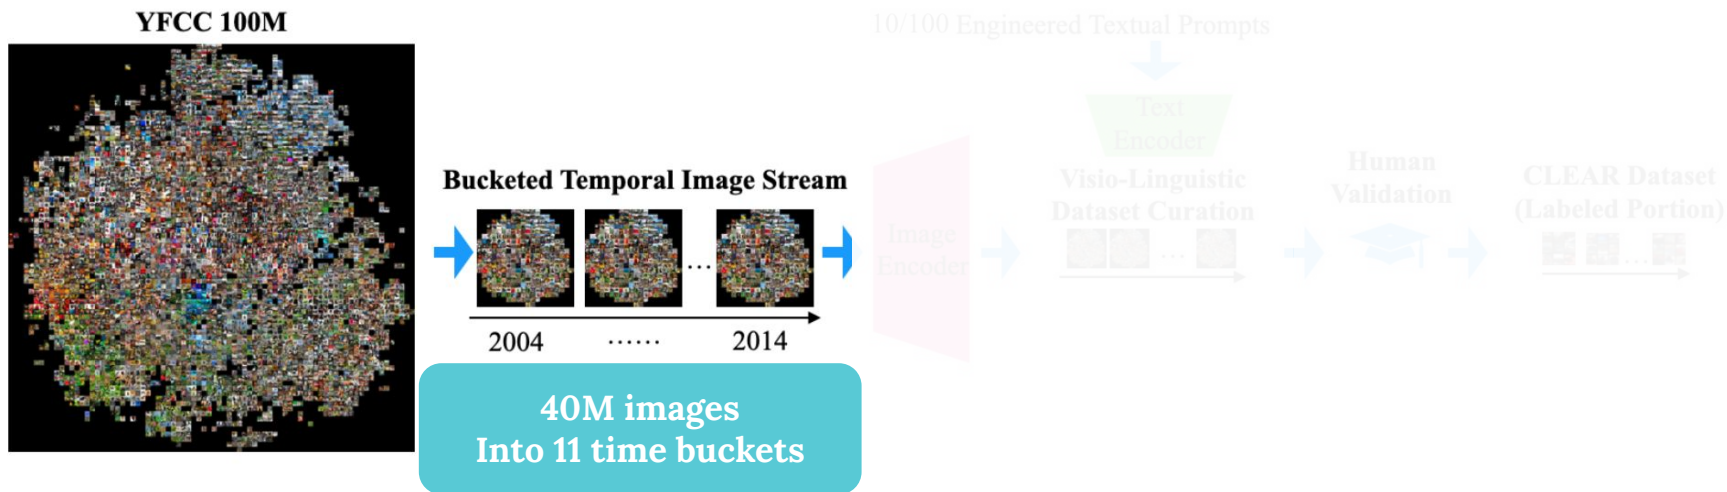 YFCC 100M
10/100 Engineered Textual Prompts
Text
Encoder
Bucketed Temporal Image Stream
Image
Encoder
Visio-Linguistic
Dataset Curation
Human
Validation
CLEAR Dataset
(Labeled Portion)
...
...
...
2004
......
2014
40M images
Into 11 time buckets